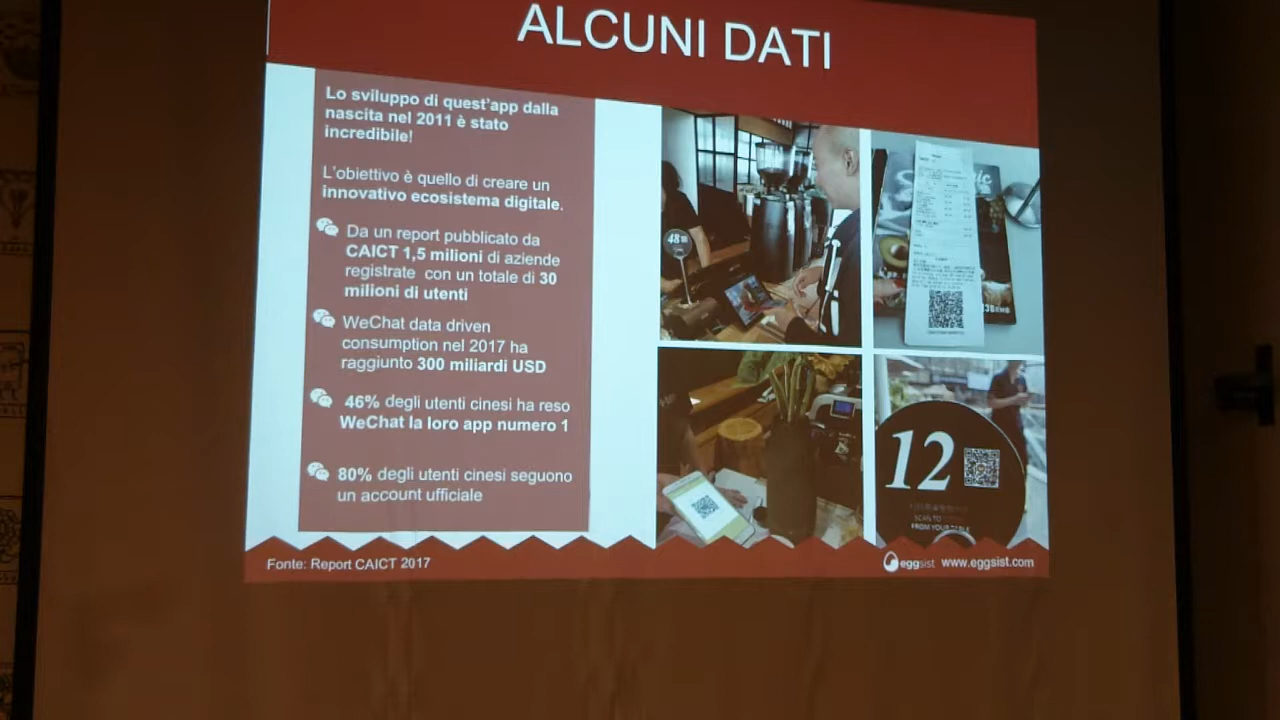 ALCUNI DATI
Lo sviluppo di quest'app dalla
nascita nel 2011 è stato
incredibile!
L'obiettivo è quello di creare un
innovativo ecosistema digitale.
Da un report pubblicato da
CAICT 1,5 milioni di aziende
registrate con un totale di 30
milioni di utenti
WeChat data driven
consumption nel 2017 ha
raggiunto 300 miliardi USD
46% degli utenti cinesi ha reso
WeChat la loro app numero 1
80% degli utenti cinesi seguono
un account ufficiale
48
12
SCAN TO
FROM YOUR TABLE
Fonte: Report CAICT 2017
eggsist www.eggsist.com